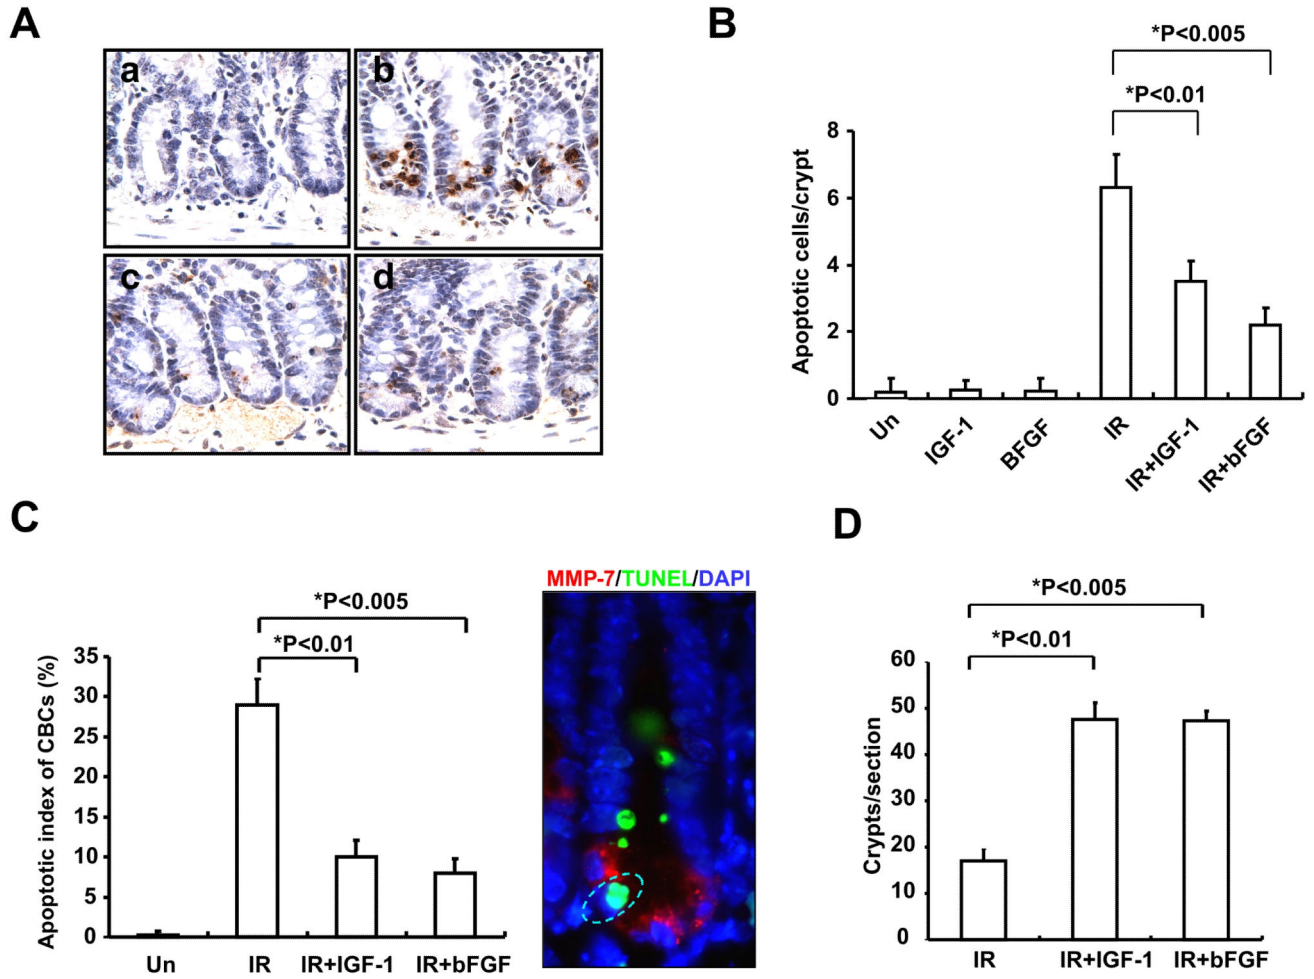 A
a
b
c
d
B
*P<0.005
*P<0.01
Apoptotic cells/crypt
8
6
4
2
0
Un
IGF-1
BFGF
IR
IR+IGF-1
IR+bFGF
C
*P<0.005
*P<0.01
Apoptotic index of CBCs (%)
35
30
25
20
15
10
5
0
Un
IR
IR+IGF-1
IR+bFGF
MMP-7/TUNEL/DAPI
D
*P<0.005
*P<0.01
Crypts/section
60
50
40
30
20
10
0
IR
IR+IGF-1
IR+bFGF